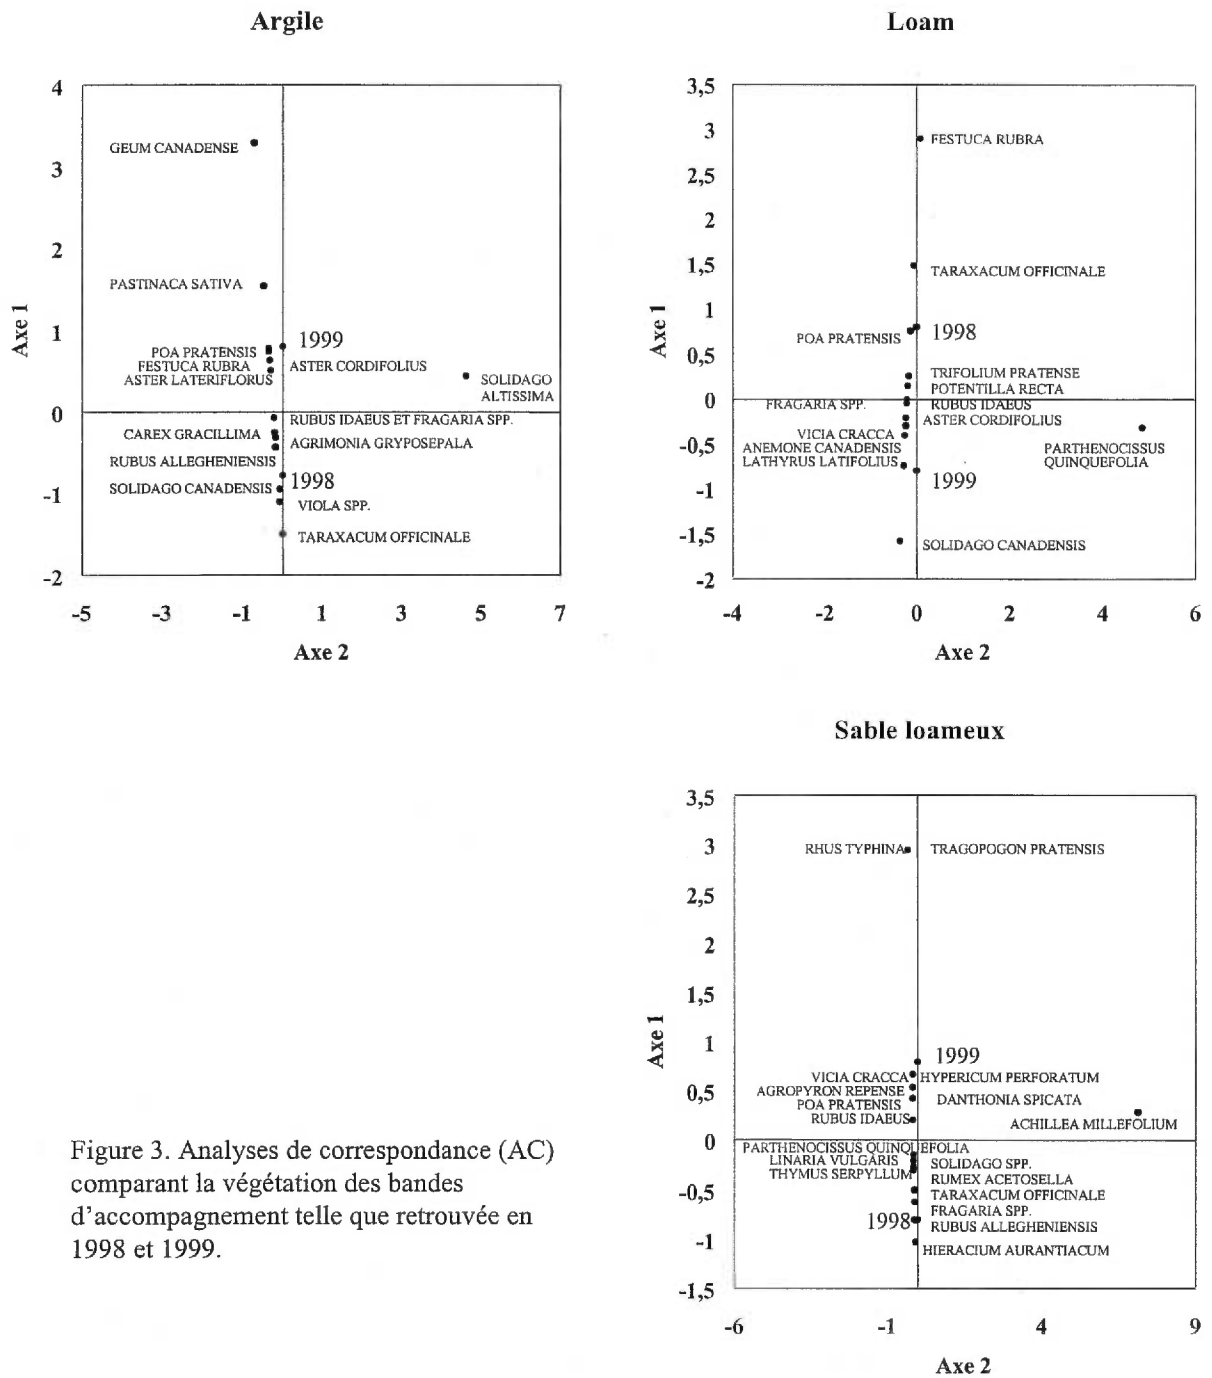 Argile
4
3
2
1
0
-1
-2
Axe 1
GEUM CANADENSE
PASTINACA SATIVA
1999
POA PRATENSIS
FESTUCA RUBRA
ASTER CORDIFOLIUS
ASTER LATERIFLORUS
SOLIDAGO
ALTISSIMA
RUBUS IDAEUS ET FRAGARIA SPP.
CAREX GRACILLIMA
AGRIMONIA GRYPOSEPALA
RUBUS ALLEGHENIENSIS
1998
SOLIDAGO CANADENSIS
VIOLA SPP.
TARAXACUM OFFICINALE
-5 -3 -1 1 3 5 7
Axe 2
Loam
3,5
3
2,5
2
1,5
1
0,5
0
-0,5
-1
-1,5
-2
Axe 1
FESTUCA RUBRA
TARAXACUM OFFICINALE
1998
POA PRATENSIS
TRIFOLIUM PRATENSE
POTENTILLA RECTA
FRAGARIA SPP.
RUBUS IDAEUS
ASTER CORDIFOLIUS
VICIA CRACCA
ANEMONE CANADENSIS
LATHYRUS LATIFOLIUS
PARTHENOCISSUS
QUINQUEFOLIA
1999
SOLIDAGO CANADENSIS
-4 -2 0 2 4 6
Axe 2
Sable loameux
3,5
3
2,5
2
1,5
1
0,5
0
-0,5
-1
-1,5
Axe 1
RHUS TYPHINA
TRAGOPOGON PRATENSIS
1999
VICIA CRACCA
HYPERICUM PERFORATUM
AGROPYRON REPENSE
DANTHONIA SPICATA
POA PRATENSIS
RUBUS IDAEUS
ACHILLEA MILLEFOLIUM
PARTHENOCISSUS QUINQUEFOLIA
LINARIA VULGARIS
SOLIDAGO SPP.
THYMUS SERPYLLUM
RUMEX ACETOSELLA
TARAXACUM OFFICINALE
FRAGARIA SPP.
1998
RUBUS ALLEGHENIENSIS
HIERACIUM AURANTIACUM
-6 -1 4 9
Axe 2
Figure 3. Analyses de correspondance (AC)
comparant la végétation des bandes
d'accompagnement telle que retrouvée en
1998 et 1999.